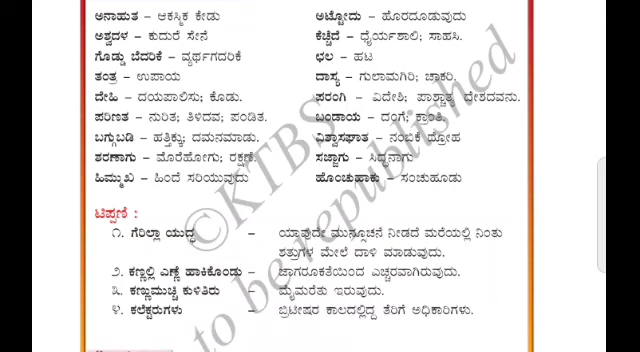 ಅನಾಹುತ – ಆಕಸ್ಮಿಕ ಕೇಡು ಅಟ್ಟೋದು – ಹೊರದೂಡುವುದು
ಅಶ್ವದಳ – ಕುದುರೆ ಸೇನೆ ಕೆಚ್ಚೆದೆ – ಧೈರ್ಯಶಾಲಿ; ಸಾಹಸಿ.
ಗೊಡ್ಡು ಬೆದರಿಕೆ – ವ್ಯರ್ಥಗದರಿಕೆ ಛಲ – ಹಟ
ತಂತ್ರ – ಉಪಾಯ ದಾಸ್ಯ – ಗುಲಾಮಗಿರಿ; ಚಾಕರಿ.
ದೇಹಿ – ದಯಪಾಲಿಸು; ಕೊಡು. ಪರಂಗಿ – ವಿದೇಶಿ; ಪಾಶ್ಚಾತ್ಯ ದೇಶದವನು.
ಪರಿಣತ – ನುರಿತ; ತಿಳಿದವ; ಪಂಡಿತ. ಬಂಡಾಯ – ದಂಗೆ; ಕ್ರಾಂತಿ.
ಬಗ್ಗುಬಡಿ – ಹತ್ತಿಕ್ಕು; ದಮನಮಾಡು. ವಿಶ್ವಾಸಘಾತ – ನಂಬಿಕೆ ದ್ರೋಹ
ಶರಣಾಗು – ಮೊರೆಹೋಗು; ರಕ್ಷಣೆ. ಸಜ್ಜಾಗು – ಸಿದ್ಧನಾಗು
ಹಿಮ್ಮುಖ – ಹಿಂದೆ ಸರಿಯುವುದು ಹೊಂಚುಹಾಕು – ಸಂಚುಹೂಡು
ಟಿಪ್ಪಣಿ :
೧. ಗೆರಿಲ್ಲಾ ಯುದ್ಧ – ಯಾವುದೇ ಮುನ್ಸೂಚನೆ ನೀಡದೆ ಮರೆಯಲ್ಲಿ ನಿಂತು
ಶತ್ರುಗಳ ಮೇಲೆ ದಾಳಿ ಮಾಡುವುದು.
೨. ಕಣ್ಣಲ್ಲಿ ಎಣ್ಣೆ ಹಾಕಿಕೊಂಡು – ಜಾಗರೂಕತೆಯಿಂದ ಎಚ್ಚರವಾಗಿರುವುದು.
೩. ಕಣ್ಣುಮುಚ್ಚಿ ಕುಳಿತಿರು – ಮೈಮರೆತು ಇರುವುದು.
೪. ಕಲೆಕ್ಟರುಗಳು – ಬ್ರಿಟೀಷರ ಕಾಲದಲ್ಲಿದ್ದ ತೆರಿಗೆ ಅಧಿಕಾರಿಗಳು.
©KTBS
to be republished